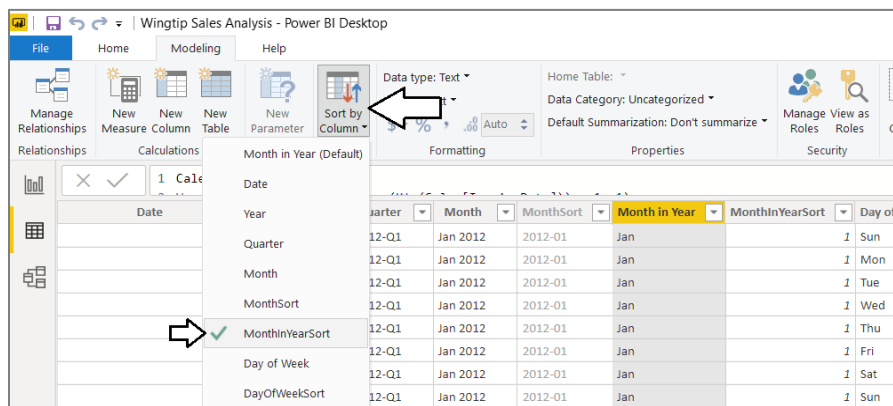 Wingtip Sales Analysis - Power BI Desktop
File Home Modeling Help
Manage Relationships
New Measure
New Column
New Table
New Parameter
Sort by Column
Data type: Text
$ % , .00 Auto
Home Table:
Data Category: Uncategorized
Default Summarization: Don't summarize
Manage Roles
View as Roles
Relationships Calculations Formatting Properties Security
Month in Year (Default)
Date
Year
Quarter
Month
MonthSort
MonthInYearSort
Day of Week
DayOfWeekSort
1 Cale
Date uarter Month MonthSort Month in Year MonthInYearSort Day of
12-Q1 Jan 2012 2012-01 Jan 1 Sun
12-Q1 Jan 2012 2012-01 Jan 1 Mon
12-Q1 Jan 2012 2012-01 Jan 1 Tue
12-Q1 Jan 2012 2012-01 Jan 1 Wed
12-Q1 Jan 2012 2012-01 Jan 1 Thu
12-Q1 Jan 2012 2012-01 Jan 1 Fri
12-Q1 Jan 2012 2012-01 Jan 1 Sat
12-Q1 Jan 2012 2012-01 Jan 1 Sun